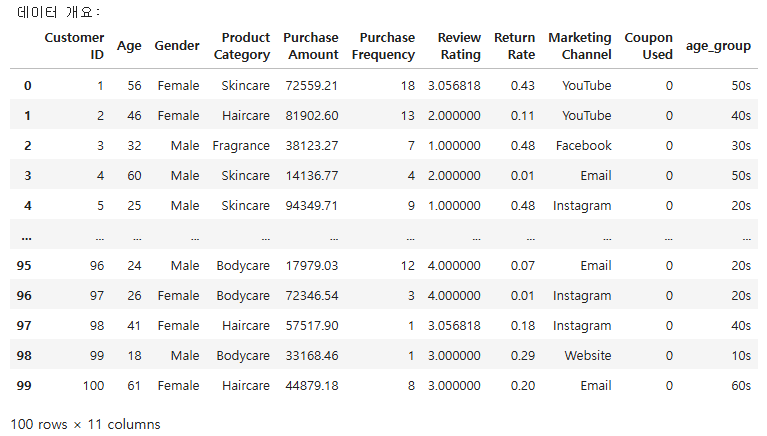 데이터 개요:
Customer ID Age Gender Product Category Purchase Amount Purchase Frequency Review Rating Return Rate Marketing Channel Coupon Used age_group
0 1 56 Female Skincare 72559.21 18 3.056818 0.43 YouTube 0 50s
1 2 46 Female Haircare 81902.60 13 2.000000 0.11 YouTube 0 40s
2 3 32 Male Fragrance 38123.27 7 1.000000 0.48 Facebook 0 30s
3 4 60 Male Skincare 14136.77 4 2.000000 0.01 Email 0 50s
4 5 25 Male Skincare 94349.71 9 1.000000 0.48 Instagram 0 20s
... ... ... ... ... ... ... ... ... ... ... ...
95 96 24 Male Bodycare 17979.03 12 4.000000 0.07 Email 0 20s
96 97 26 Female Bodycare 72346.54 3 4.000000 0.01 Instagram 0 20s
97 98 41 Female Haircare 57517.90 1 3.056818 0.18 Instagram 0 40s
98 99 18 Male Bodycare 33168.46 1 3.000000 0.29 Website 0 10s
99 100 61 Female Haircare 44879.18 8 3.000000 0.20 Email 0 60s
100 rows × 11 columns